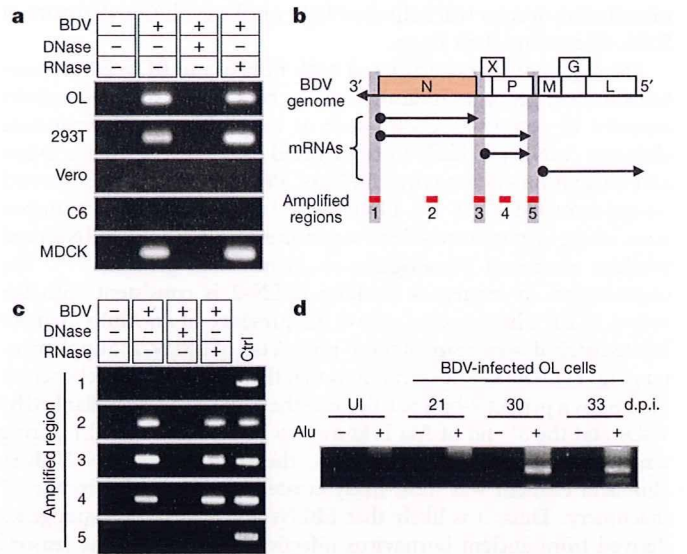 a
BDV – + + +
DNase – – + –
RNase – – – +
OL
293T
Vero
C6
MDCK
b
X G
3′ N P M L 5′
BDV genome
mRNAs
Amplified regions
1 2 3 4 5
c
BDV – + + +
DNase – – + –
RNase – – – +
Ctrl
Amplified region
1
2
3
4
5
d
BDV-infected OL cells
UI 21 30 33 d.p.i.
Alu – + – + – + – +